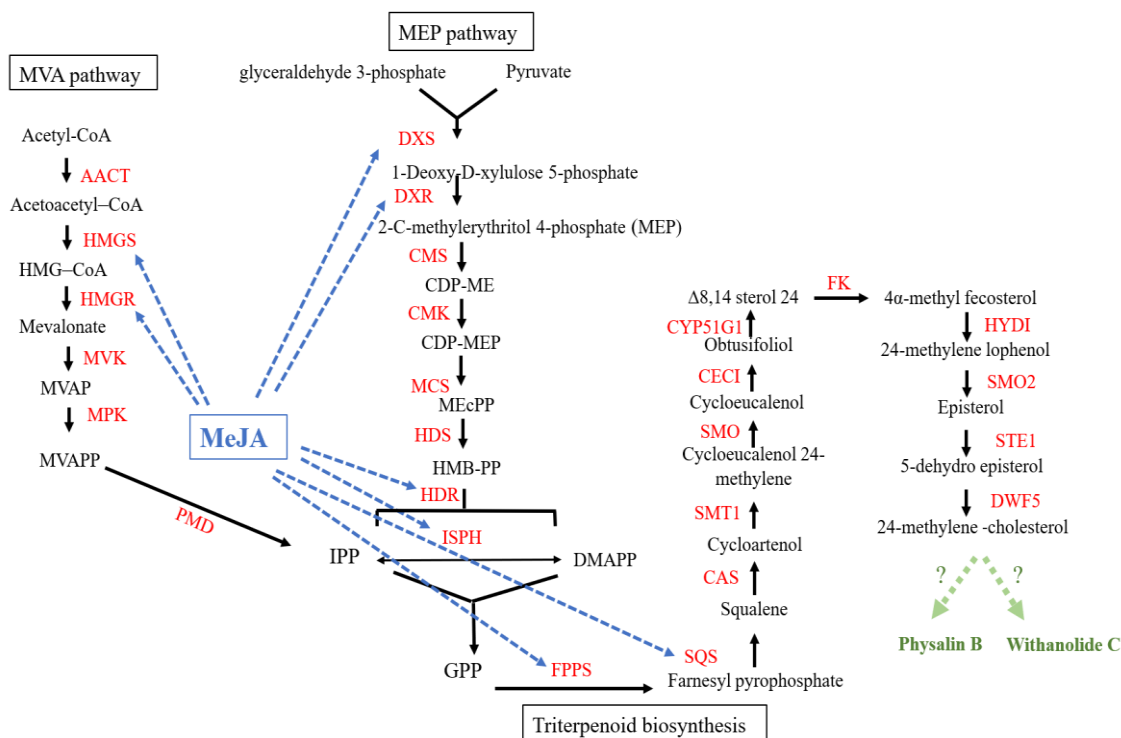 MEP pathway
MVA pathway
glyceraldehyde 3-phosphate
Pyruvate
Acetyl-CoA
AACT
Acetoacetyl–CoA
HMGS
HMG–CoA
HMGR
Mevalonate
MVK
MVAP
MPK
MVAPP
PMD
DXS
1-Deoxy-D-xylulose 5-phosphate
DXR
2-C-methylerythritol 4-phosphate (MEP)
CMS
CDP-ME
CMK
CDP-MEP
MCS
MEcPP
HDS
HMB-PP
HDR
ISPH
IPP
DMAPP
GPP
FPPS
MeJA
SQS
Farnesyl pyrophosphate
Triterpenoid biosynthesis
Squalene
CAS
Cycloartenol
SMT1
Cycloeucalenol 24-
methylene
SMO
Cycloeucalenol
CECI
Obtusifoliol
CYP51G1
Δ8,14 sterol 24
FK
4α-methyl fecosterol
HYDI
24-methylene lophenol
SMO2
Episterol
STE1
5-dehydro episterol
DWF5
24-methylene -cholesterol
? ?
Physalin B
Withanolide C